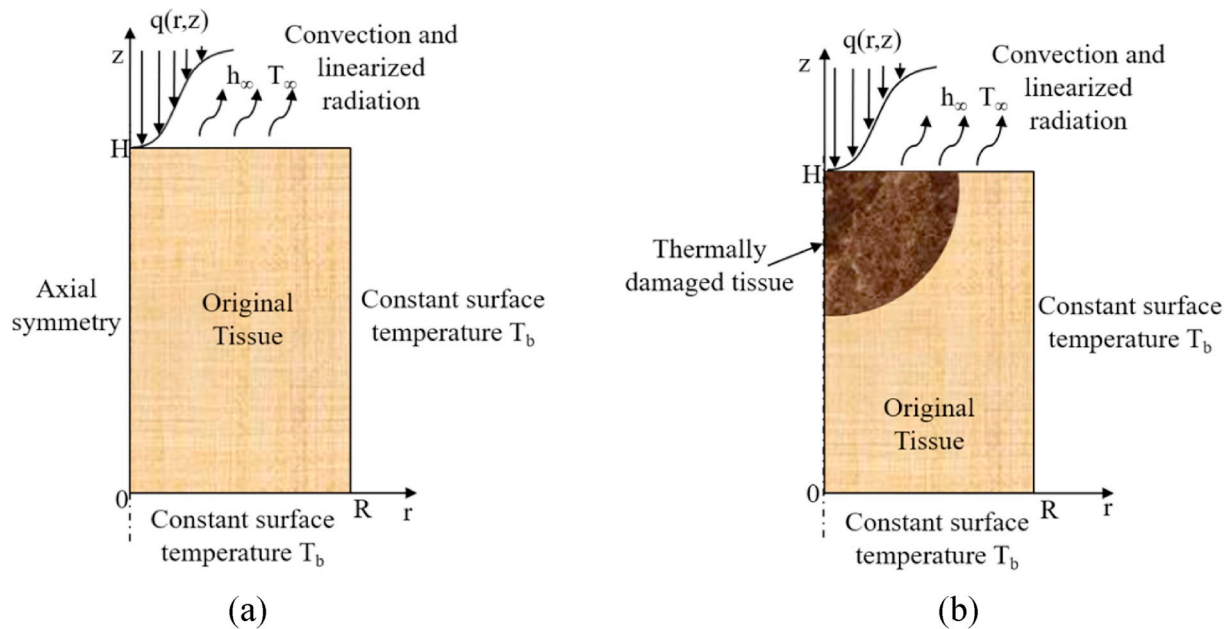 q(r,z)
z
Convection and
linearized
radiation
h∞ T∞
H
Axial
symmetry
Original
Tissue
Constant surface
temperature Tb
0
R
r
Constant surface
temperature Tb
(a)
q(r,z)
z
Convection and
linearized
radiation
h∞ T∞
H
Thermally
damaged tissue
Constant surface
temperature Tb
Original
Tissue
0
R
r
Constant surface
temperature Tb
(b)